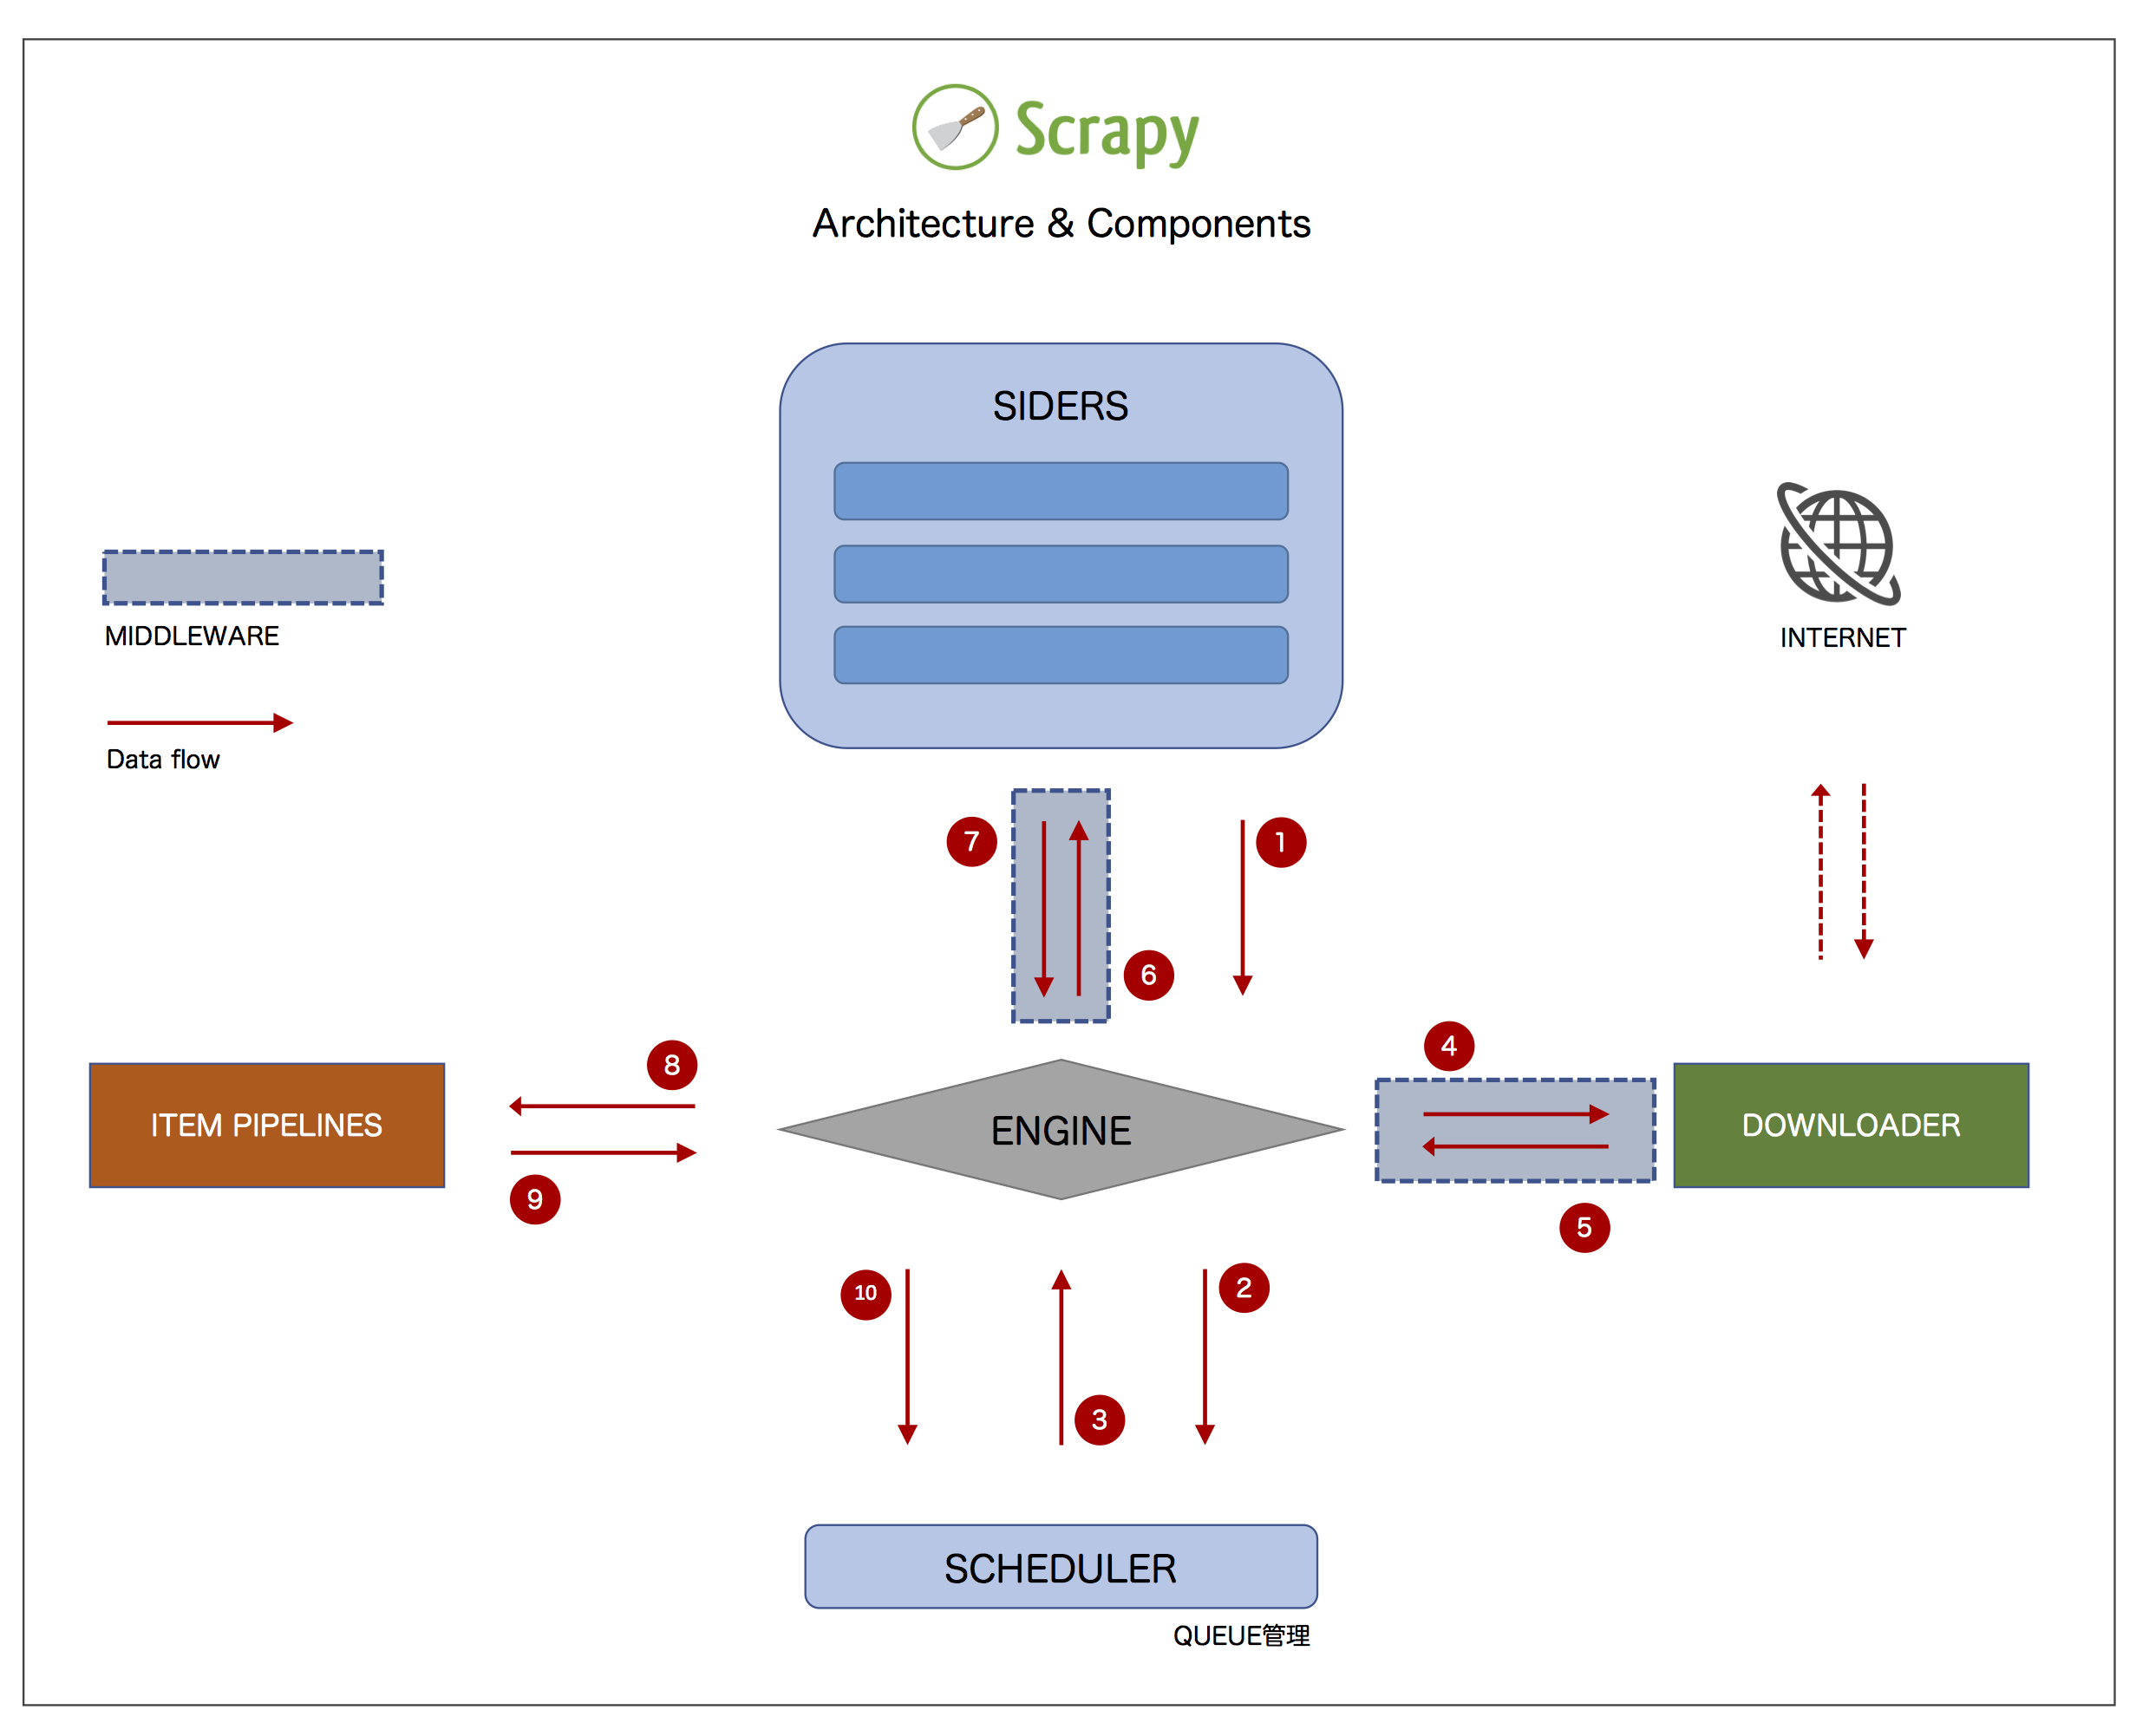 Scrapy
Architecture & Components
SIDERS
MIDDLEWARE
INTERNET
Data flow
7
1
6
4
8
ITEM PIPELINES
ENGINE
DOWNLOADER
9
5
10
2
3
SCHEDULER
QUEUE管理